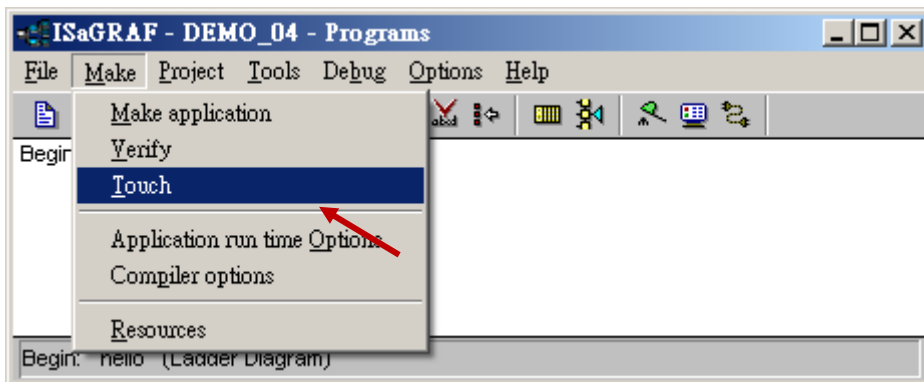 ISaGRAF - DEMO_04 - Programs
File Make Project Tools Debug Options Help
Make application
Begin
Verify
Touch
Application run time Options
Compiler options
Resources
Begin: hello (Ladder Diagram)